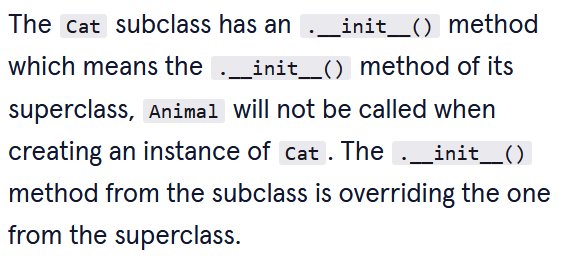 The Cat subclass has an .__init__() method
which means the .__init__() method of its
superclass, Animal will not be called when
creating an instance of Cat. The .__init__()
method from the subclass is overriding the one
from the superclass.